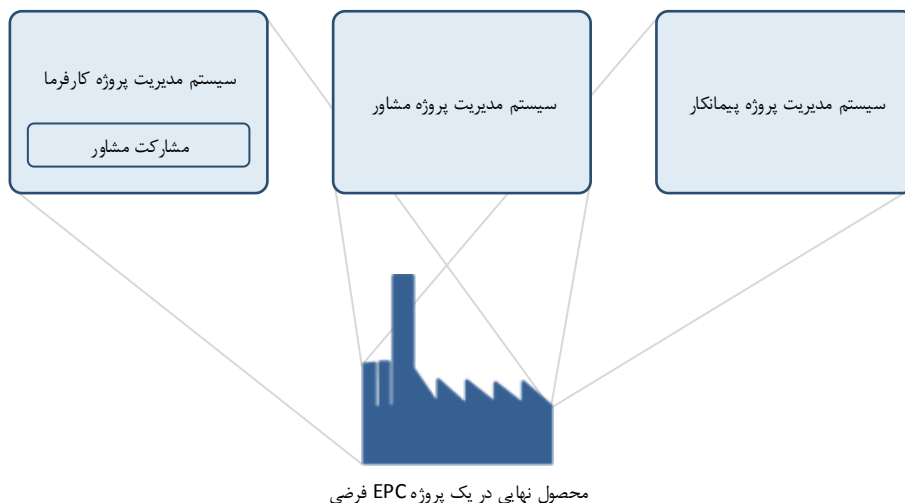 سیستم مدیریت پروژه پیمانکار
سیستم مدیریت پروژه مشاور
سیستم مدیریت پروژه کارفرما
مشارکت مشاور
محصول نهایی در یک پروژه EPC فرضی